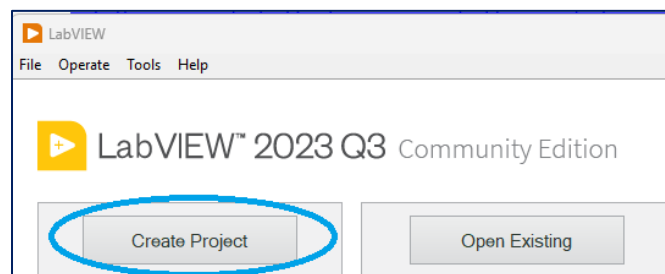 LabVIEW
File Operate Tools Help
LabVIEW™ 2023 Q3 Community Edition
Create Project Open Existing